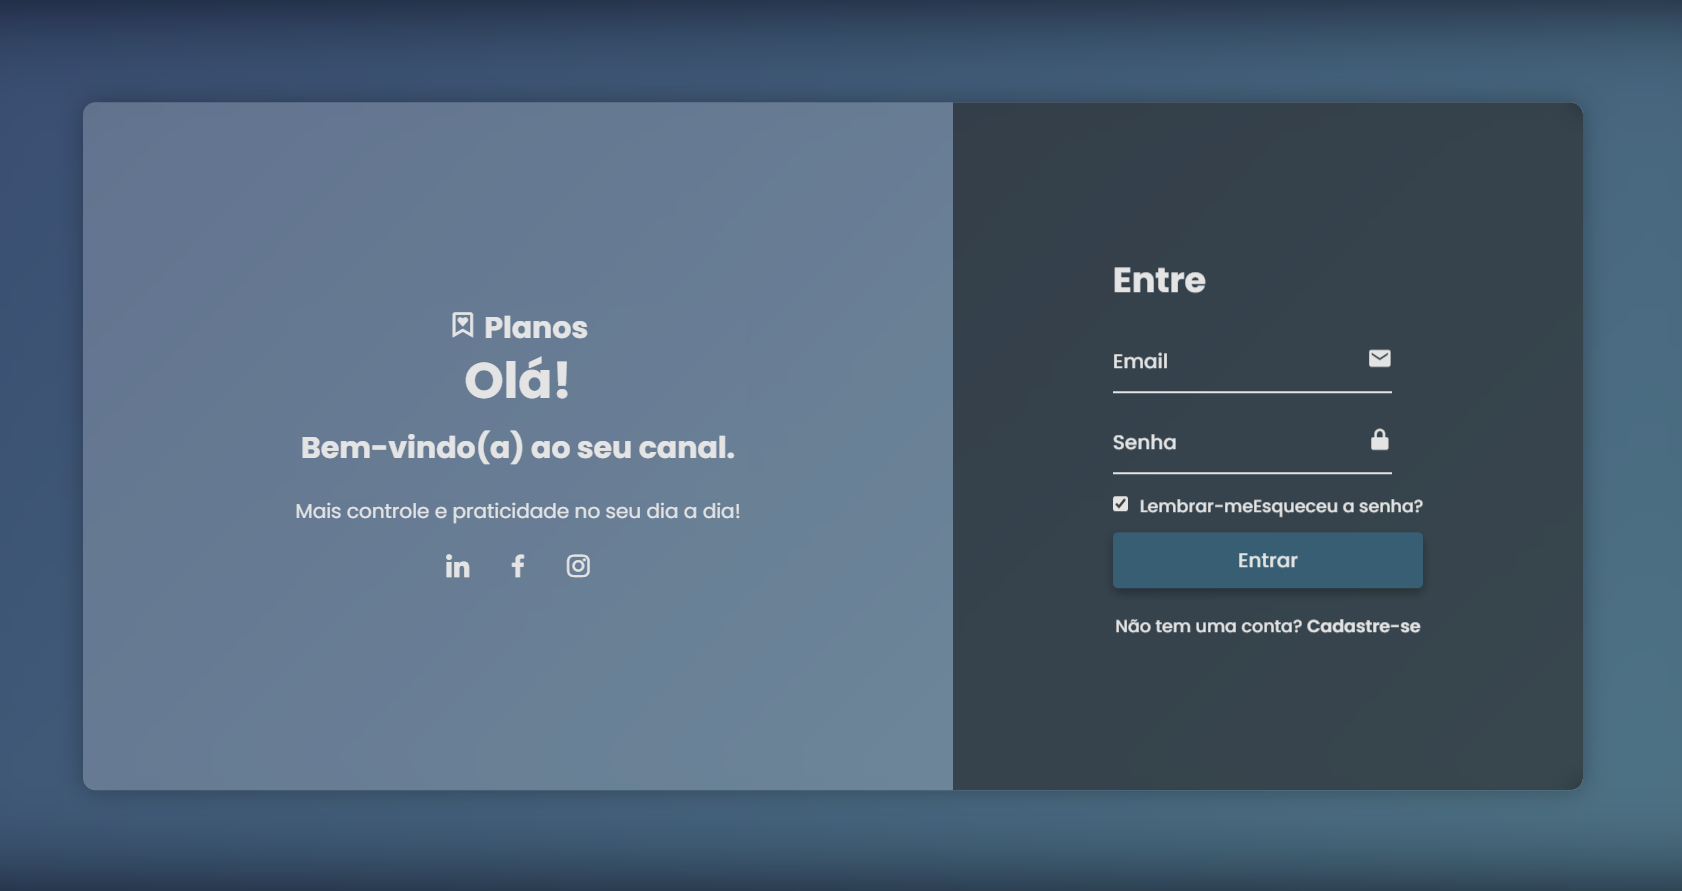 Planos
Olá!
Bem-vindo(a) ao seu canal.
Mais controle e praticidade no seu dia a dia!
in f
Entre
Email
Senha
Lembrar-meEsqueceu a senha?
Entrar
Não tem uma conta? Cadastre-se